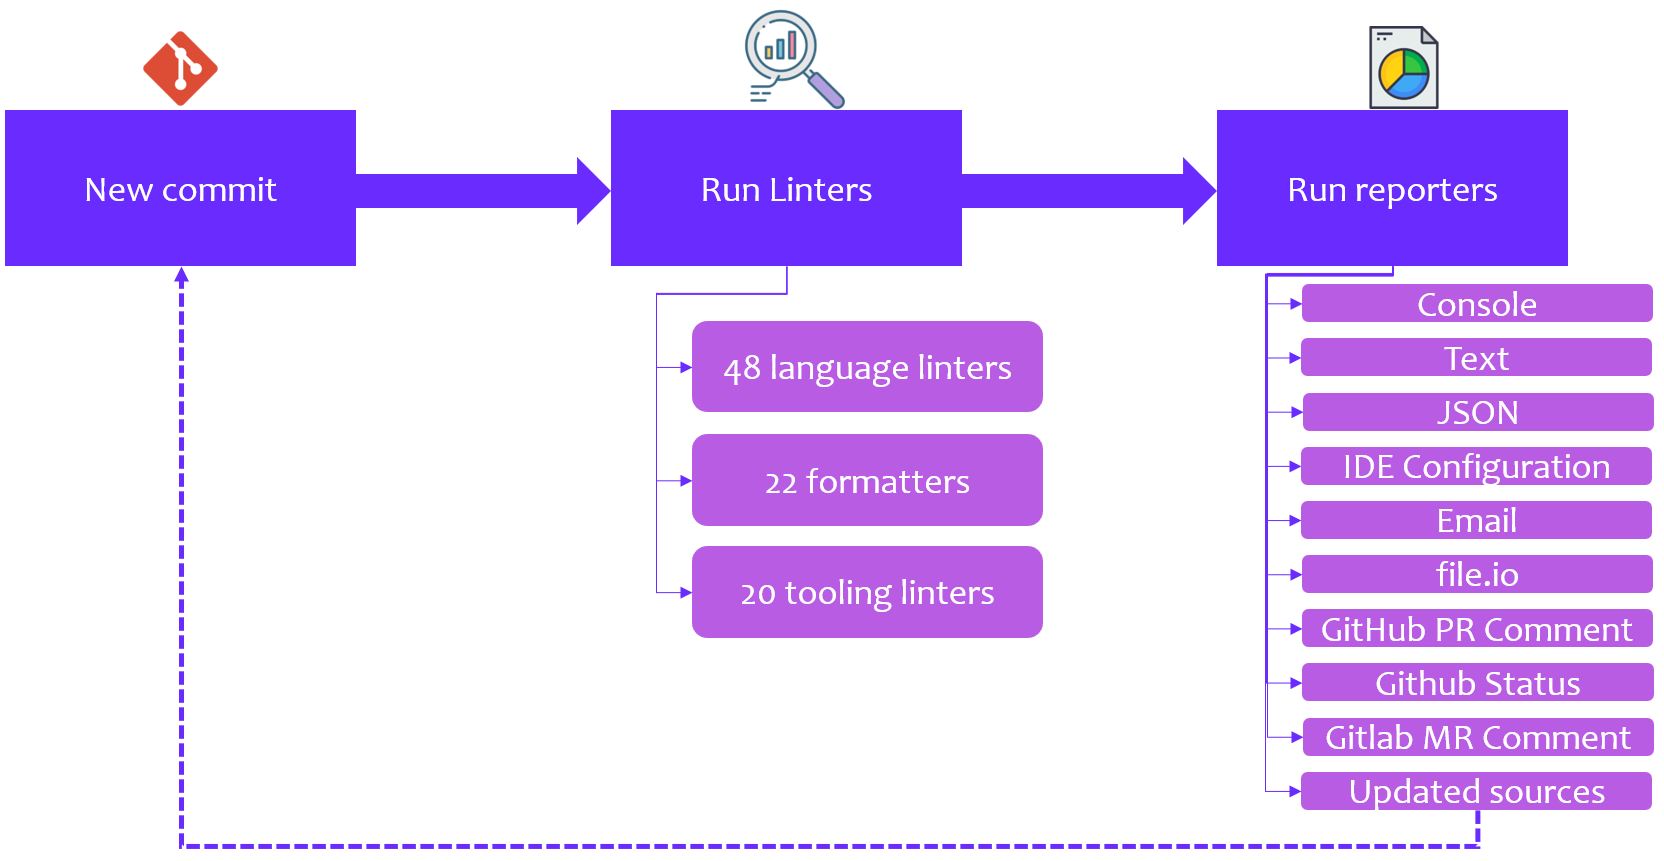 New commit
Run Linters
Run reporters
48 language linters
22 formatters
20 tooling linters
Console
Text
JSON
IDE Configuration
Email
file.io
GitHub PR Comment
Github Status
Gitlab MR Comment
Updated sources